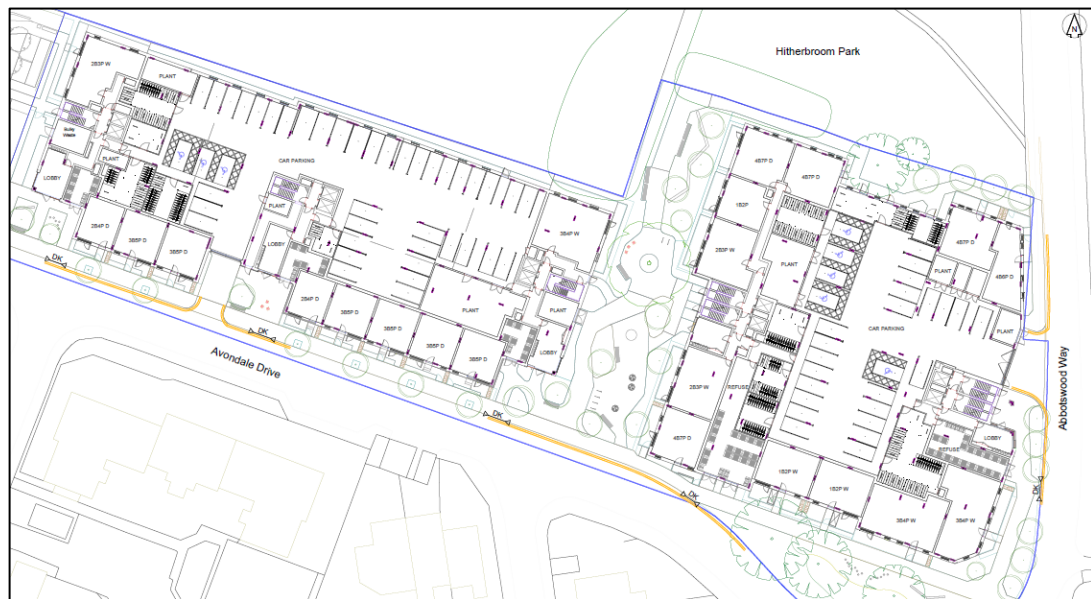 Hitherbroom Park
N
2B3P W
PLANT
Bulky
Waste
CAR PARKING
PLANT
LOBBY
2B4P D
3B5P D
3B5P D
DK
PLANT
LOBBY
3B4P W
PLANT
PLANT
LOBBY
2B4P D
3B5P D
3B5P D
3B5P D
3B5P D
DK
DK
Avondale Drive
4B7P D
4B7P D
1B2P
2B3P W
PLANT
4B7P D
4B6P D
PLANT
PLANT
CAR PARKING
2B3P W
REFUSE
4B7P D
1B2P W
1B2P W
LOBBY
REFUSE
3B4P W
3B4P W
DK
DK
Abbotswood Way